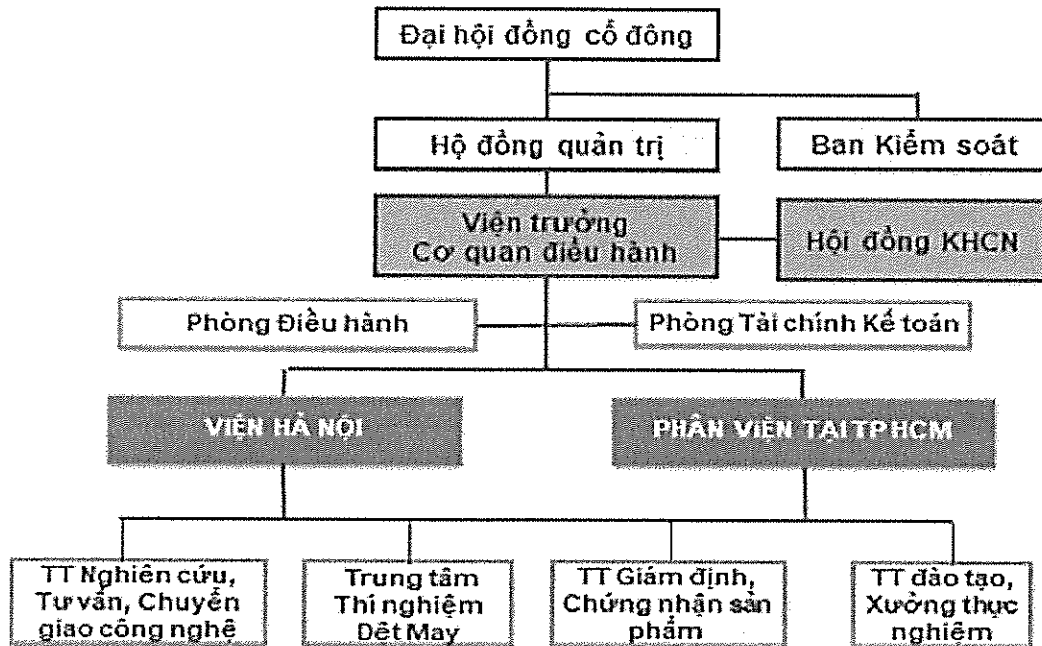 Đại hội đồng cổ đông
Hộ đồng quản trị
Ban Kiểm soát
Viện trưởng
Cơ quan điều hành
Hội đồng KHCN
Phòng Điều hành
Phòng Tài chính Kế toán
VIỆN HÀ NỘI
PHÂN VIỆN TẠI TP HCM
TT Nghiên cứu,
Tư vấn, Chuyển
giao công nghệ
Trung tâm
Thí nghiệm
Dệt May
TT Giám định,
Chứng nhận sản
phẩm
TT đào tạo,
Xưởng thực
nghiệm